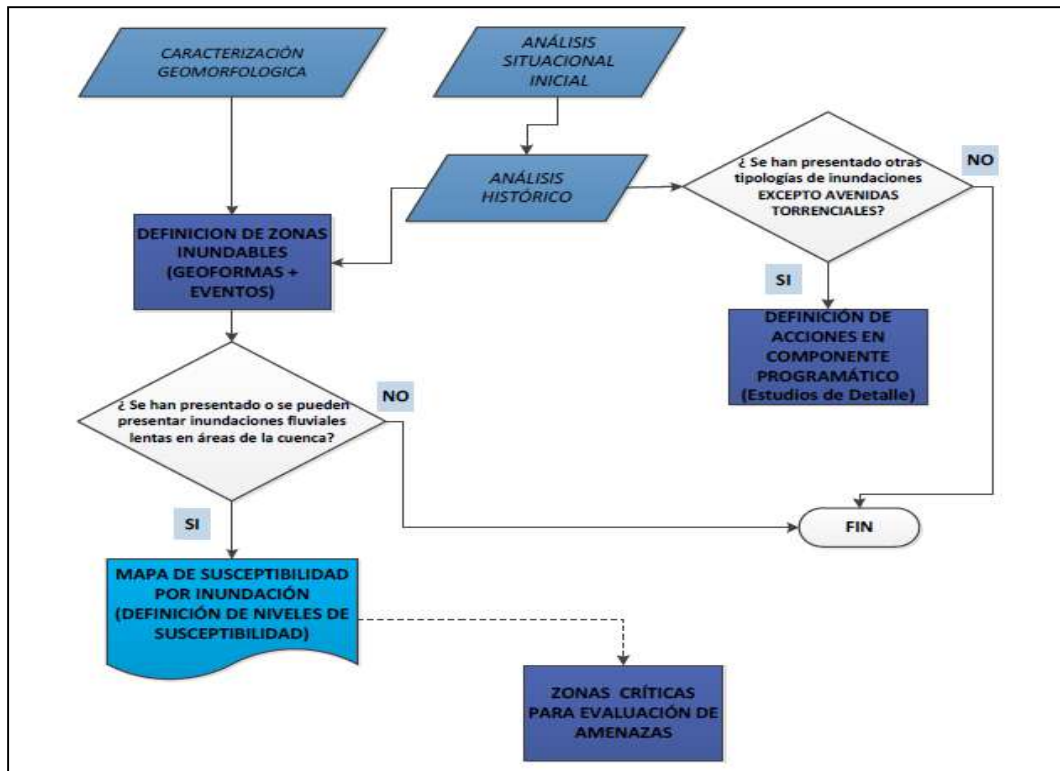 CARACTERIZACIÓN
GEOMORFOLOGICA
ANÁLISIS
SITUACIONAL
INICIAL
ANÁLISIS
HISTÓRICO
¿ Se han presentado otras
tipologías de inundaciones
EXCEPTO AVENIDAS
TORRENCIALES?
NO
SI
DEFINICION DE ZONAS
INUNDABLES
(GEOFORMAS +
EVENTOS)
DEFINICIÓN DE
ACCIONES EN
COMPONENTE
PROGRAMÁTICO
(Estudios de Detalle)
¿ Se han presentado o se pueden
presentar inundaciones fluviales
lentas en áreas de la cuenca?
NO
SI
FIN
MAPA DE SUSCEPTIBILIDAD
POR INUNDACIÓN
(DEFINICIÓN DE NIVELES DE
SUSCEPTIBILIDAD)
ZONAS CRÍTICAS
PARA EVALUACIÓN DE
AMENAZAS